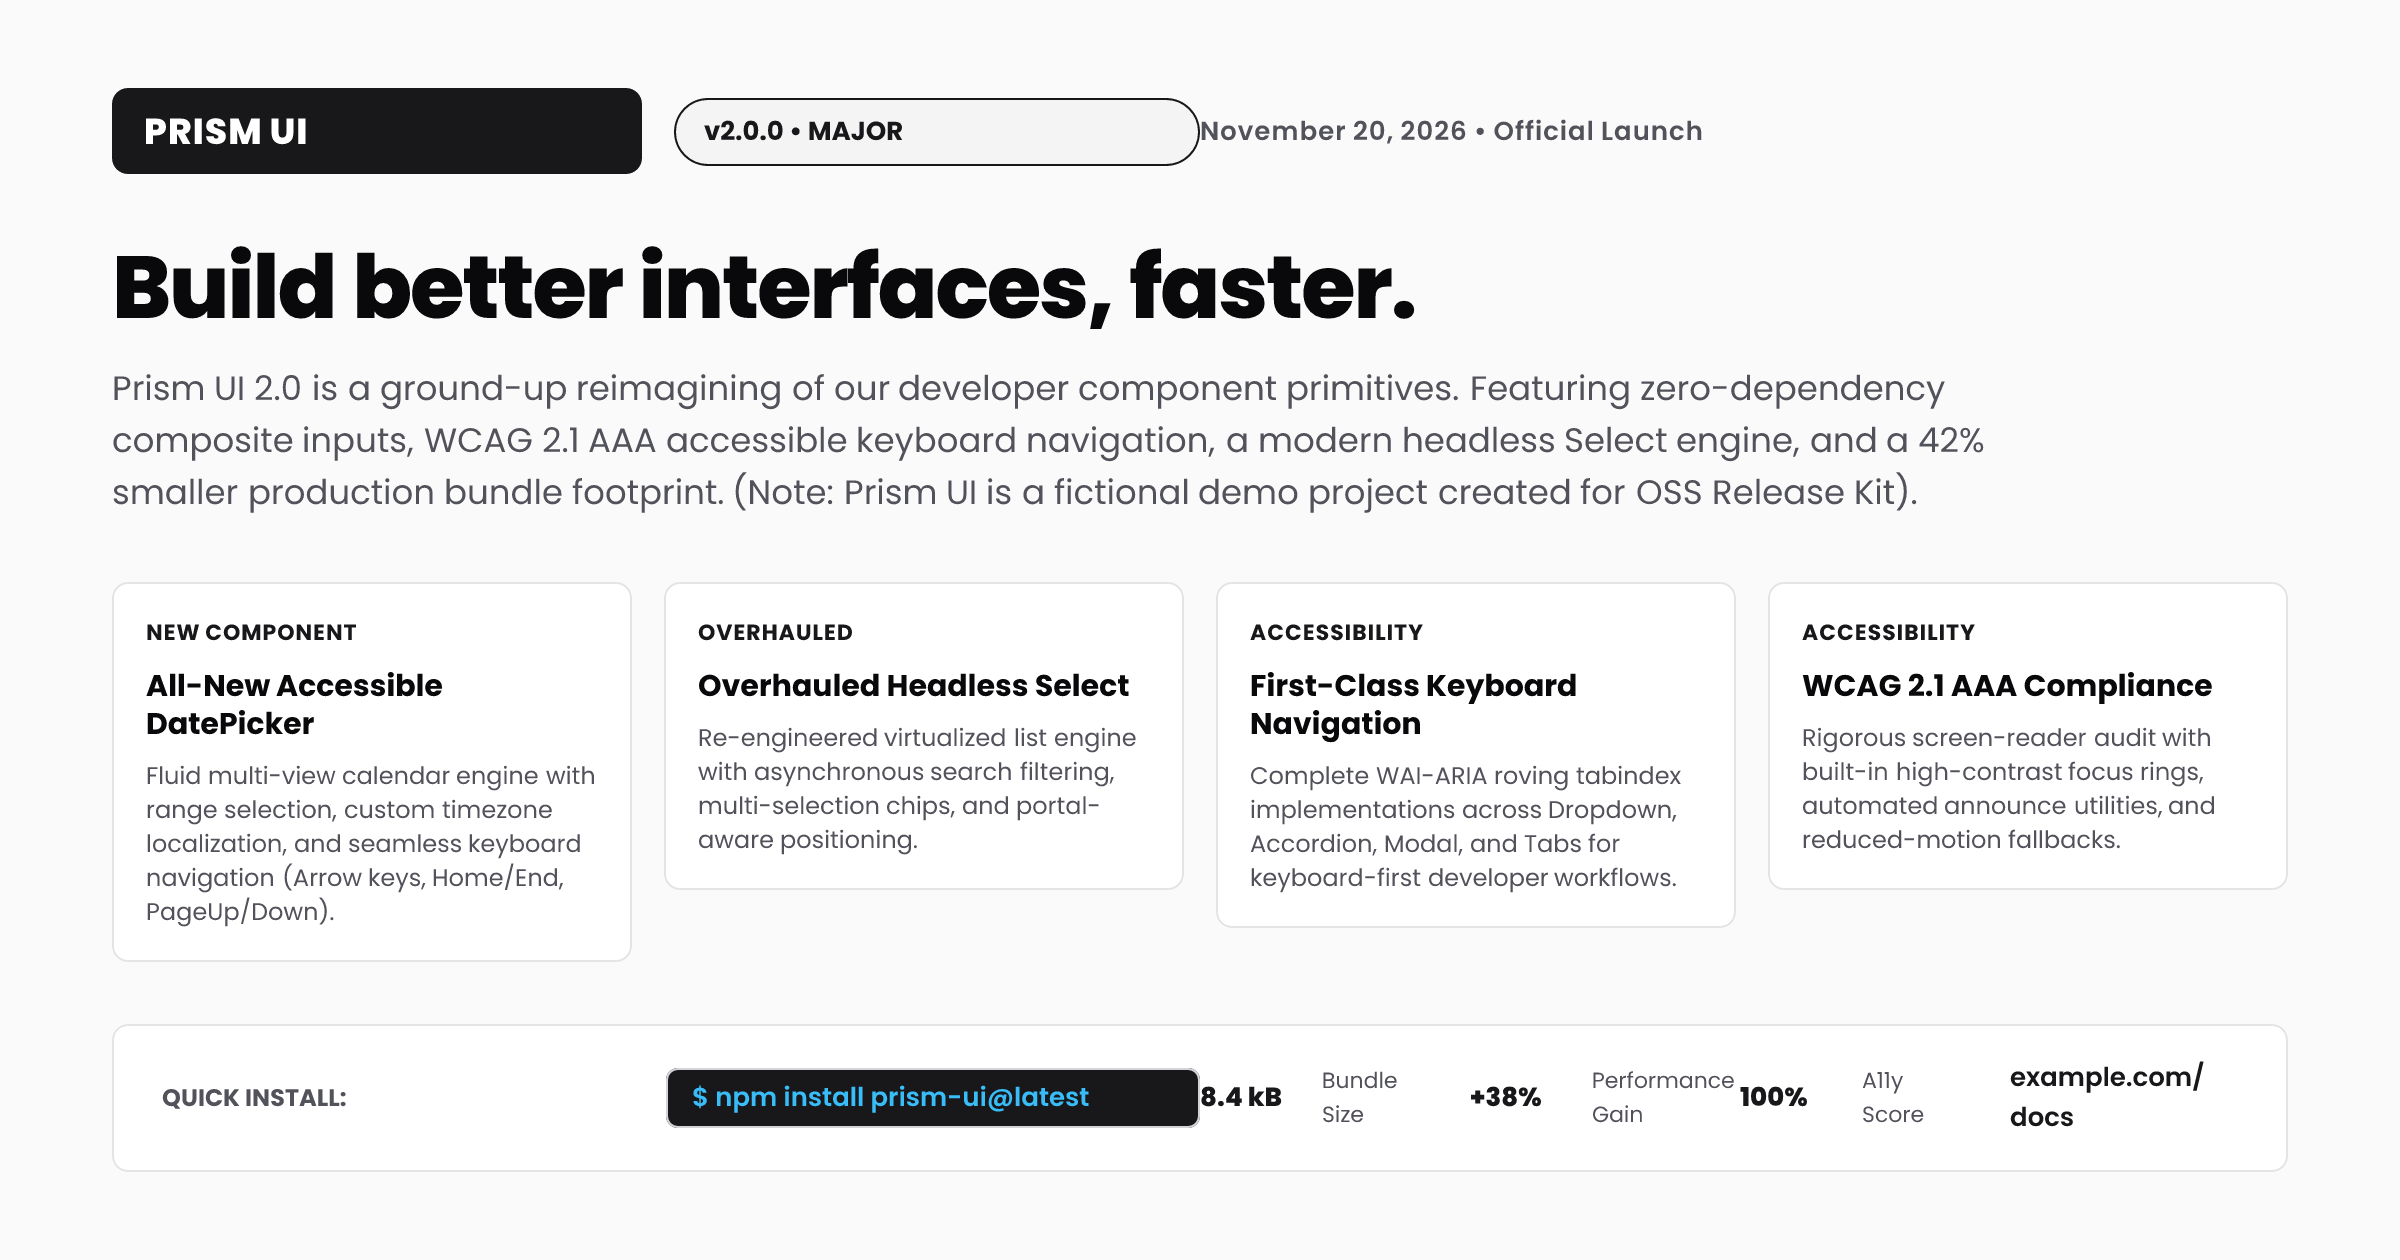 PRISM UI
v2.0.0 • MAJOR
November 20, 2026 • Official Launch
Build better interfaces, faster.
Prism UI 2.0 is a ground-up reimagining of our developer component primitives. Featuring zero-dependency
composite inputs, WCAG 2.1 AAA accessible keyboard navigation, a modern headless Select engine, and a 42%
smaller production bundle footprint. (Note: Prism UI is a fictional demo project created for OSS Release Kit).
NEW COMPONENT
All-New Accessible
DatePicker
Fluid multi-view calendar engine with
range selection, custom timezone
localization, and seamless keyboard
navigation (Arrow keys, Home/End,
PageUp/Down).
OVERHAULED
Overhauled Headless Select
Re-engineered virtualized list engine
with asynchronous search filtering,
multi-selection chips, and portal-
aware positioning.
ACCESSIBILITY
First-Class Keyboard
Navigation
Complete WAI-ARIA roving tabindex
implementations across Dropdown,
Accordion, Modal, and Tabs for
keyboard-first developer workflows.
ACCESSIBILITY
WCAG 2.1 AAA Compliance
Rigorous screen-reader audit with
built-in high-contrast focus rings,
automated announce utilities, and
reduced-motion fallbacks.
QUICK INSTALL:
$ npm install prism-ui@latest
8.4 kB
Bundle
Size
+38%
Performance
Gain
100%
A11y
Score
example.com/
docs